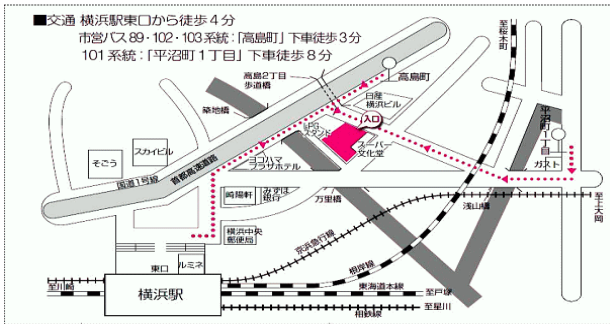 ■交通 横浜駅東口から徒歩4分
市営バス89・102・103系統:「高島町」下車徒歩3分
101系統:「平沼町1丁目」下車徒歩8分
至桜木町
高島2丁目
歩道橋
高島町
築地橋
日産
横浜ビル
入口
平沼町1丁目
LPG
スタンド
スーパー
文化堂
ガスト
そごう
スカイビル
国道1号線
首都高速道路
ヨコハマ
プラザホテル
崎陽軒
みずほ
銀行
万里橋
浅山橋
至上大岡
横浜中央
郵便局
京浜急行線
根岸線
東口
ルミネ
至川崎
横浜駅
東海道本線
至戸塚
相鉄線
至星川